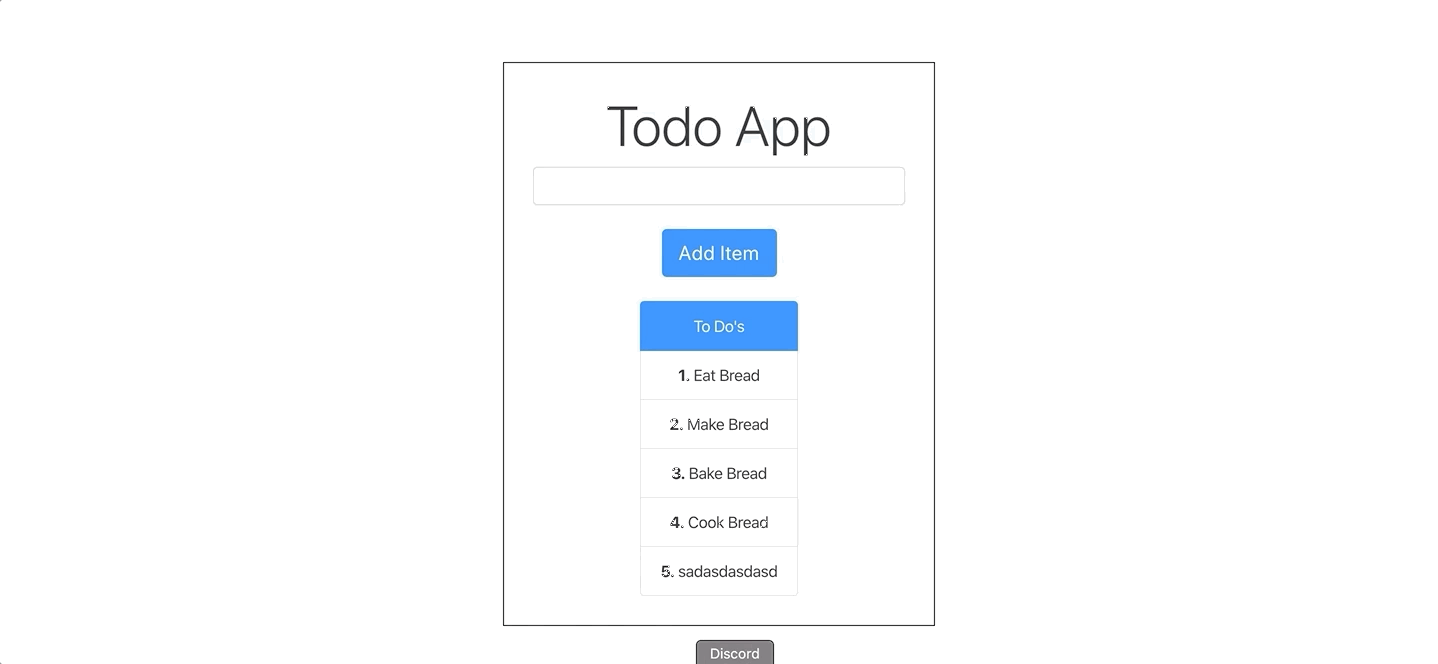 Todo App
Add Item
To Do's
1. Eat Bread
2. Make Bread
3. Bake Bread
4. Cook Bread
5. sadasdasdasd
Discord